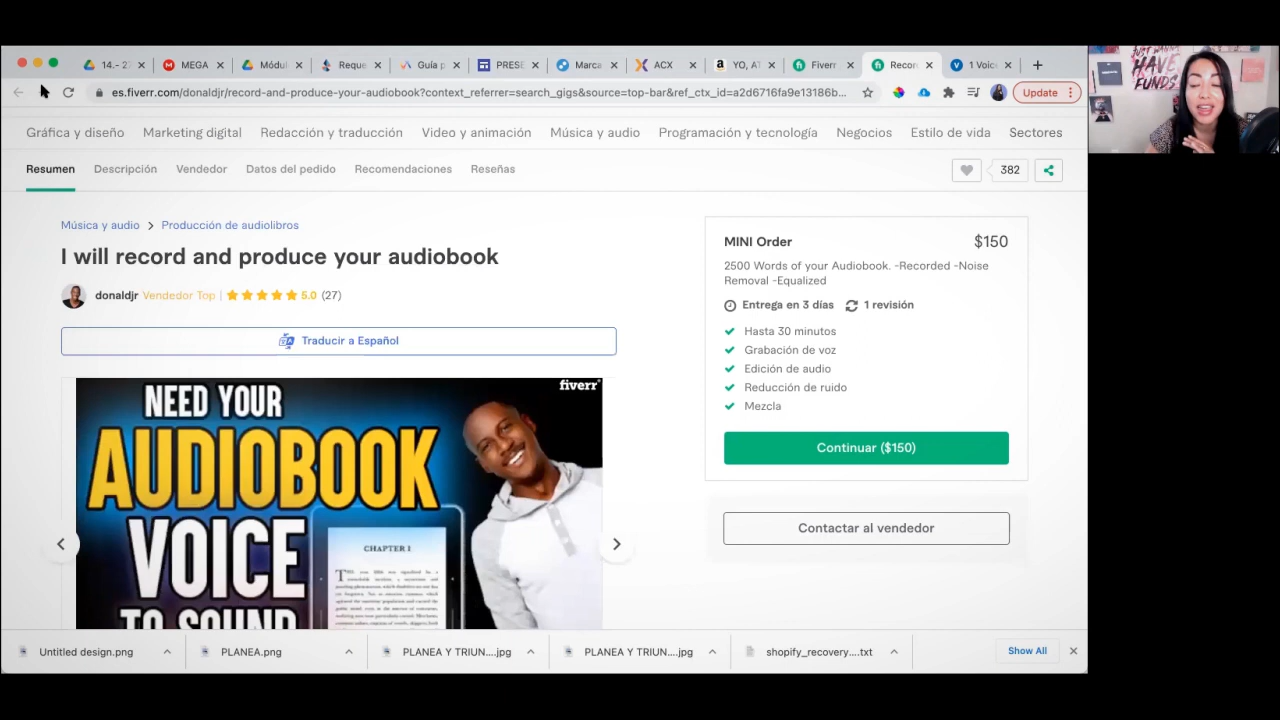 14.- 2
MEGA
Módul
Reque
Guía p
PRESE
Marca
ACX
YO, AT
Fiverr
Recor
1 Voice
es.fiverr.com/donaldjr/record-and-produce-your-audiobook?context_referrer=search_gigs&source=top-bar&ref_ctx_id=a2d6716fa9e13186b...
Update
JUST WANNA
HAVE
FUNDS.
Gráfica y diseño
Marketing digital
Redacción y traducción
Video y animación
Música y audio
Programación y tecnología
Negocios
Estilo de vida
Sectores
Resumen
Descripción
Vendedor
Datos del pedido
Recomendaciones
Reseñas
382
Música y audio
Producción de audiolibros
I will record and produce your audiobook
donaldjr Vendedor Top | 5.0 (27)
Traducir a Español
fiverr
NEED YOUR
AUDIOBOOK
VOICE
TO SOUND
CHAPTER I
MINI Order $150
2500 Words of your Audiobook. -Recorded -Noise
Removal -Equalized
Entrega en 3 días 1 revisión
Hasta 30 minutos
Grabación de voz
Edición de audio
Reducción de ruido
Mezcla
Continuar ($150)
Contactar al vendedor
Untitled design.png
PLANEA.png
PLANEA Y TRIUN....jpg
PLANEA Y TRIUN....jpg
shopify_recovery....txt
Show All